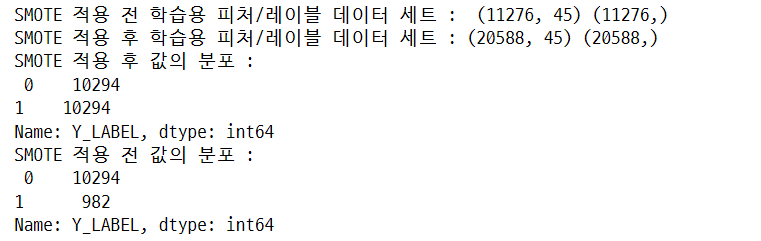 SMOTE 적용 전 학습용 피처/레이블 데이터 세트 :  (11276, 45) (11276,)
SMOTE 적용 후 학습용 피처/레이블 데이터 세트 : (20588, 45) (20588,)
SMOTE 적용 후 값의 분포 :
 0    10294
1    10294
Name: Y_LABEL, dtype: int64
SMOTE 적용 전 값의 분포 :
 0    10294
1      982
Name: Y_LABEL, dtype: int64